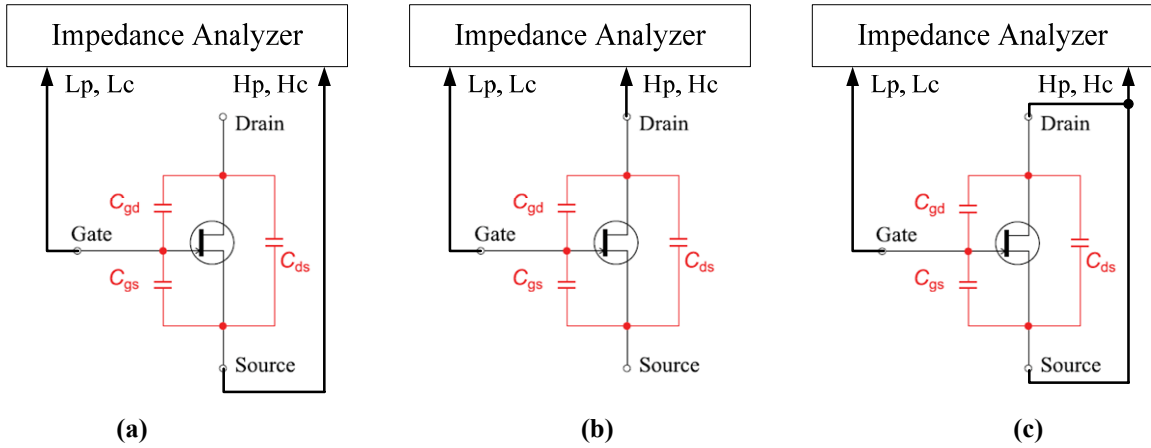 Impedance Analyzer
Lp, Lc
Hp, Hc
Drain
Cgd
Gate
Cds
Cgs
Source
(a)
Impedance Analyzer
Lp, Lc
Hp, Hc
Drain
Cgd
Gate
Cds
Cgs
Source
(b)
Impedance Analyzer
Lp, Lc
Hp, Hc
Drain
Cgd
Gate
Cds
Cgs
Source
(c)